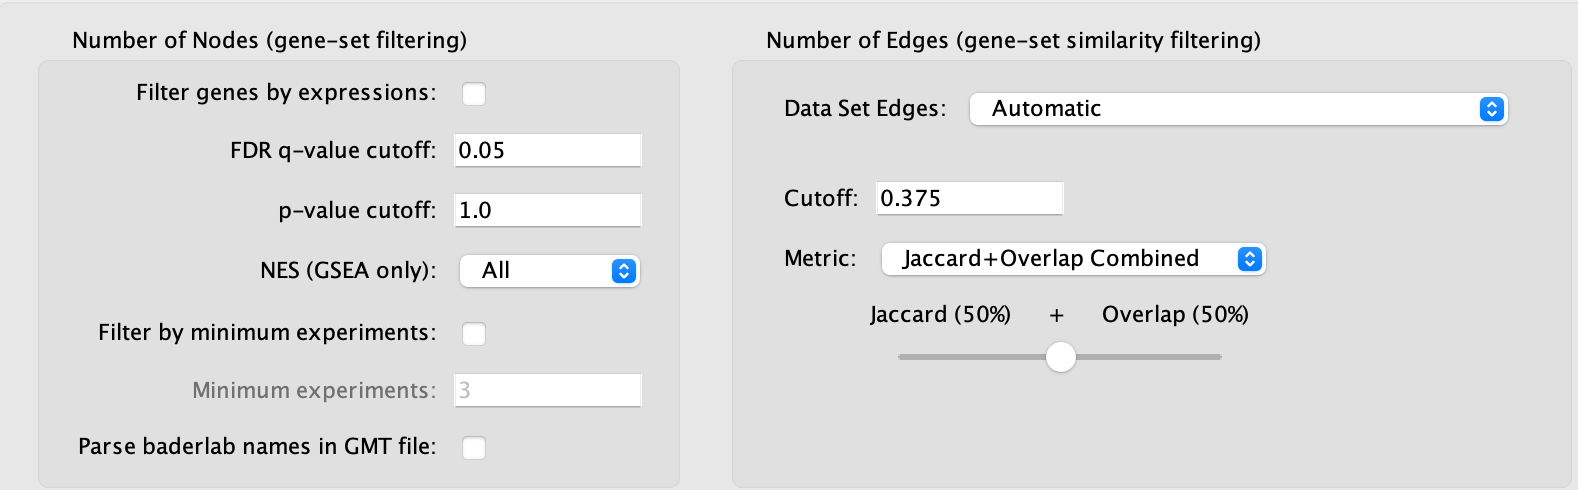 Number of Nodes (gene-set filtering)
Filter genes by expressions:
FDR q-value cutoff: 0.05
p-value cutoff: 1.0
NES (GSEA only): All
Filter by minimum experiments:
Minimum experiments: 3
Parse baderlab names in GMT file:
Number of Edges (gene-set similarity filtering)
Data Set Edges: Automatic
Cutoff: 0.375
Metric: Jaccard+Overlap Combined
Jaccard (50%) + Overlap (50%)